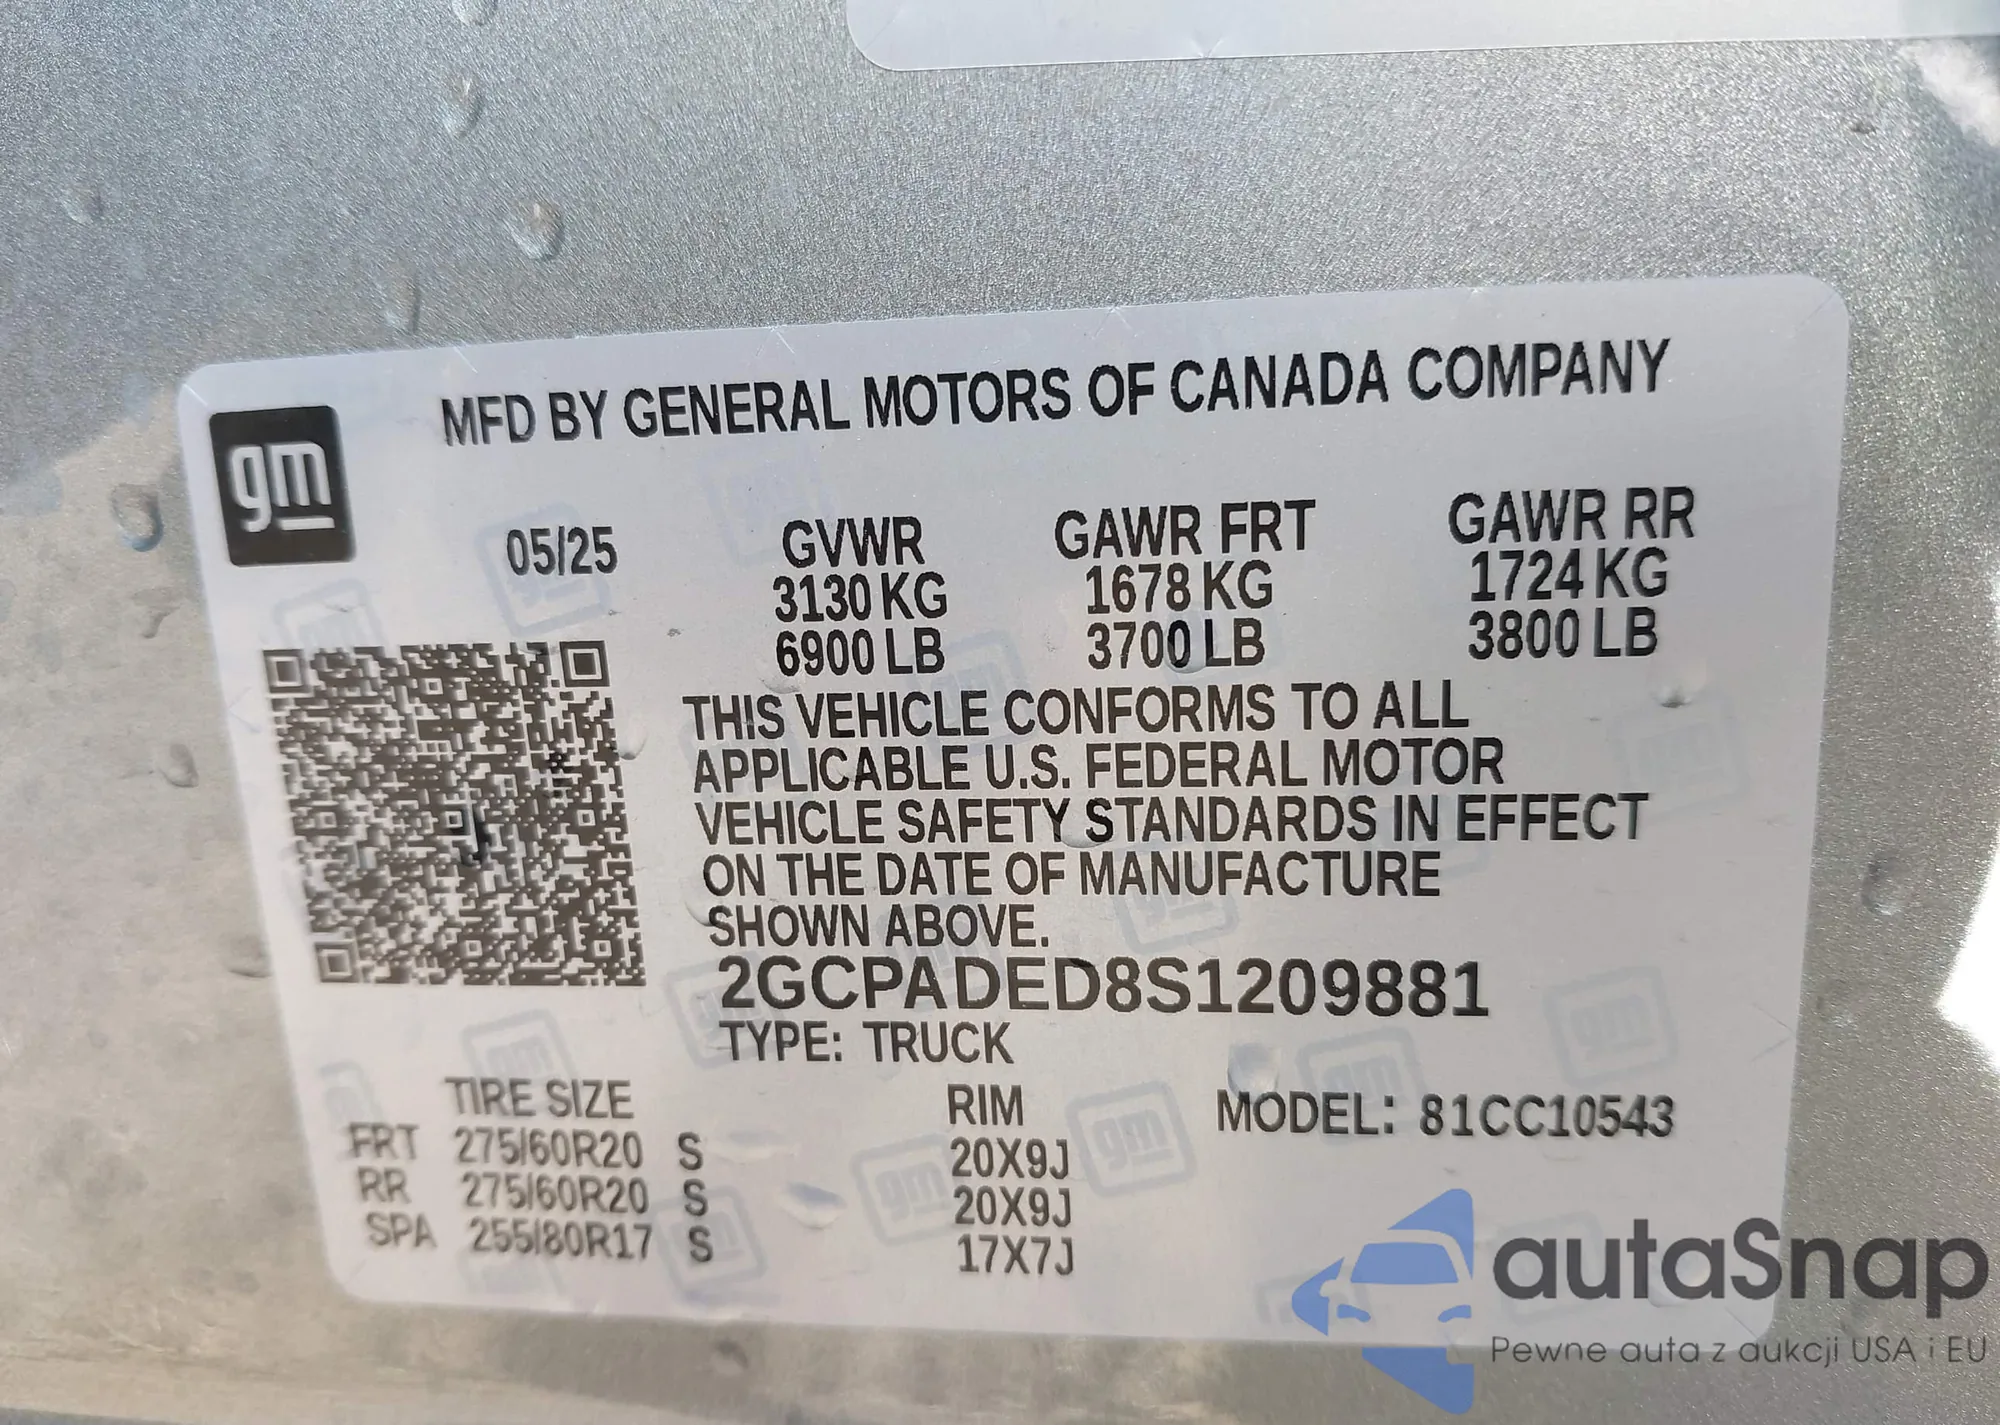 gm
MFD BY GENERAL MOTORS OF CANADA COMPANY
05/25 GVWR GAWR FRT GAWR RR
3130 KG 1678 KG 1724 KG
6900 LB 3700 LB 3800 LB
THIS VEHICLE CONFORMS TO ALL
APPLICABLE U.S. FEDERAL MOTOR
VEHICLE SAFETY STANDARDS IN EFFECT
ON THE DATE OF MANUFACTURE
SHOWN ABOVE.
2GCPADED8S1209881
TYPE: TRUCK
TIRE SIZE RIM MODEL: 81CC10543
FRT 275/60R20 S 20X9J
RR 275/60R20 S 20X9J
SPA 255/80R17 S 17X7J
autaSnap
Pewne auta z aukcji USA i EU